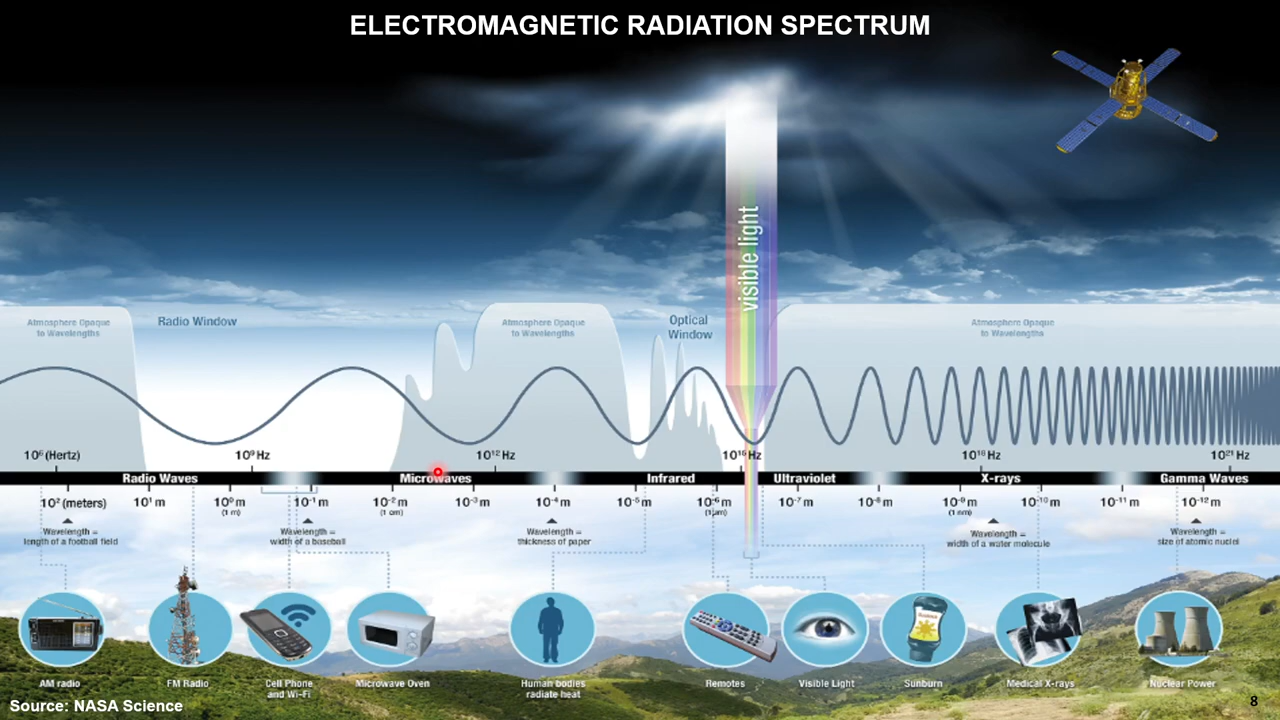 ELECTROMAGNETIC RADIATION SPECTRUM
visible light
Atmosphere Opaque
to Wavelengths
Radio Window
Atmosphere Opaque
to Wavelengths
Optical
Window
Atmosphere Opaque
to Wavelengths
10⁶ (Hertz) 10⁹ Hz 10¹² Hz 10¹⁵ Hz 10¹⁸ Hz 10²¹ Hz
Radio Waves Microwaves Infrared Ultraviolet X-rays Gamma Waves
10² (meters) 10¹ m 10⁰ m 10⁻¹ m 10⁻² m 10⁻³ m 10⁻⁴ m 10⁻⁵ m 10⁻⁶ m 10⁻⁷ m 10⁻⁸ m 10⁻⁹ m 10⁻¹⁰ m 10⁻¹¹ m 10⁻¹² m
(1 m) (1 cm) (1μm) (1 nm)
Wavelength =
length of a football field
Wavelength =
width of a baseball
Wavelength =
thickness of paper
Wavelength =
width of a water molecule
Wavelength =
size of atomic nuclei
AM radio
FM Radio
Cell Phone
and Wi-Fi
Microwave Oven
Human bodies
radiate heat
Remotes
Visible Light
Sunburn
Medical X-rays
Nuclear Power
Source: NASA Science
8